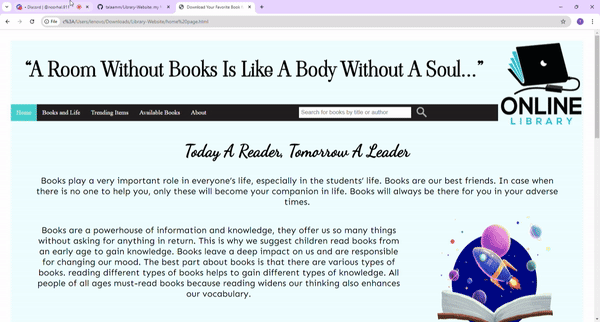 Discord | @noorhac811
lalaamini/Library-Website: my f
Download Your Favorite Book f
File
C%3A/Users/lenovo/Downloads/Library-Website/home%20page.html
“A Room Without Books Is Like A Body Without A Soul...”
Home Books and Life Trending Items Available Books About
Search for books by title or author
ONLINE
LIBRARY
Today A Reader, Tomorrow A Leader
Books play a very important role in everyone's life, especially in the students' life. Books are our best friends. In case when
there is no one to help you, only these will become your companion in life. Books will always be there for you in your adverse
times.
Books are a powerhouse of information and knowledge, they offer us so many things
without asking for anything in return. This is why we suggest children read books from
an early age to gain knowledge. Books leave a deep impact on us and are responsible
for changing our mood. The best part about books is that there are various types of
books. reading different types of books helps to gain different types of knowledge. All
people of all ages must-read books because reading widens our thinking also enhances
our vocabulary.